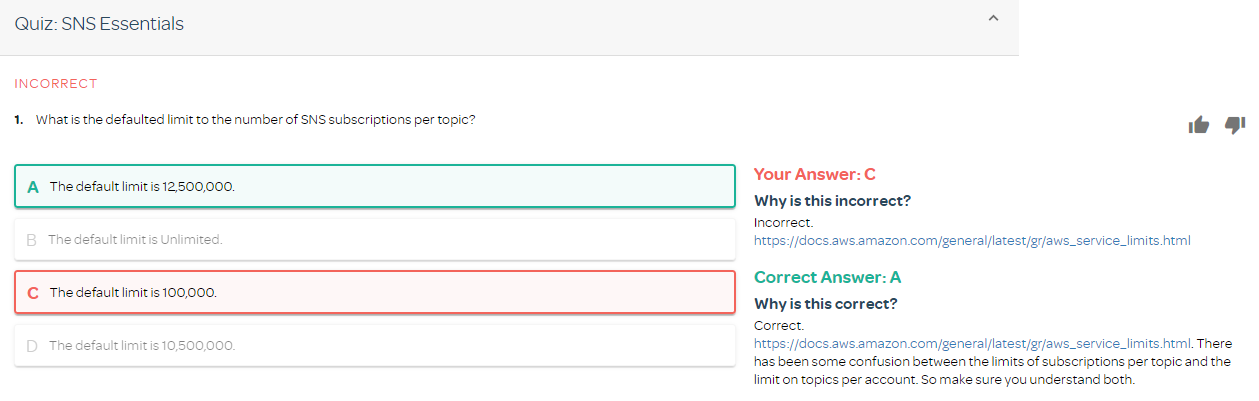 Quiz: SNS Essentials
INCORRECT
1. What is the defaulted limit to the number of SNS subscriptions per topic?
A The default limit is 12,500,000.
B The default limit is Unlimited.
C The default limit is 100,000.
D The default limit is 10,500,000.
Your Answer: C
Why is this incorrect?
Incorrect.
https://docs.aws.amazon.com/general/latest/gr/aws_service_limits.html
Correct Answer: A
Why is this correct?
Correct.
https://docs.aws.amazon.com/general/latest/gr/aws_service_limits.html. There
has been some confusion between the limits of subscriptions per topic and the
limit on topics per account. So make sure you understand both.